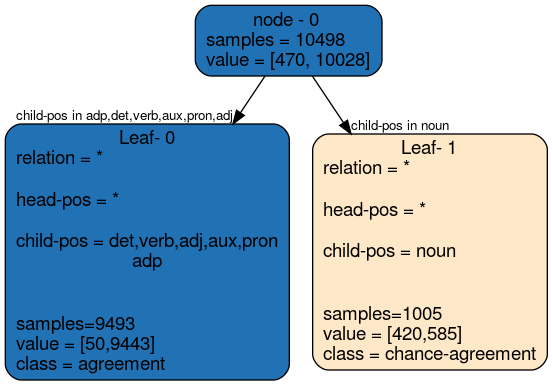 node - 0
samples = 10498
value = [470, 10028]
child-pos in adp,det,verb,aux,pron,adj
child-pos in noun
Leaf- 0
relation = *
head-pos = *
child-pos = det,verb,adj,aux,pron
adp
samples=9493
value = [50,9443]
class = agreement
Leaf- 1
relation = *
head-pos = *
child-pos = noun
samples=1005
value = [420,585]
class = chance-agreement